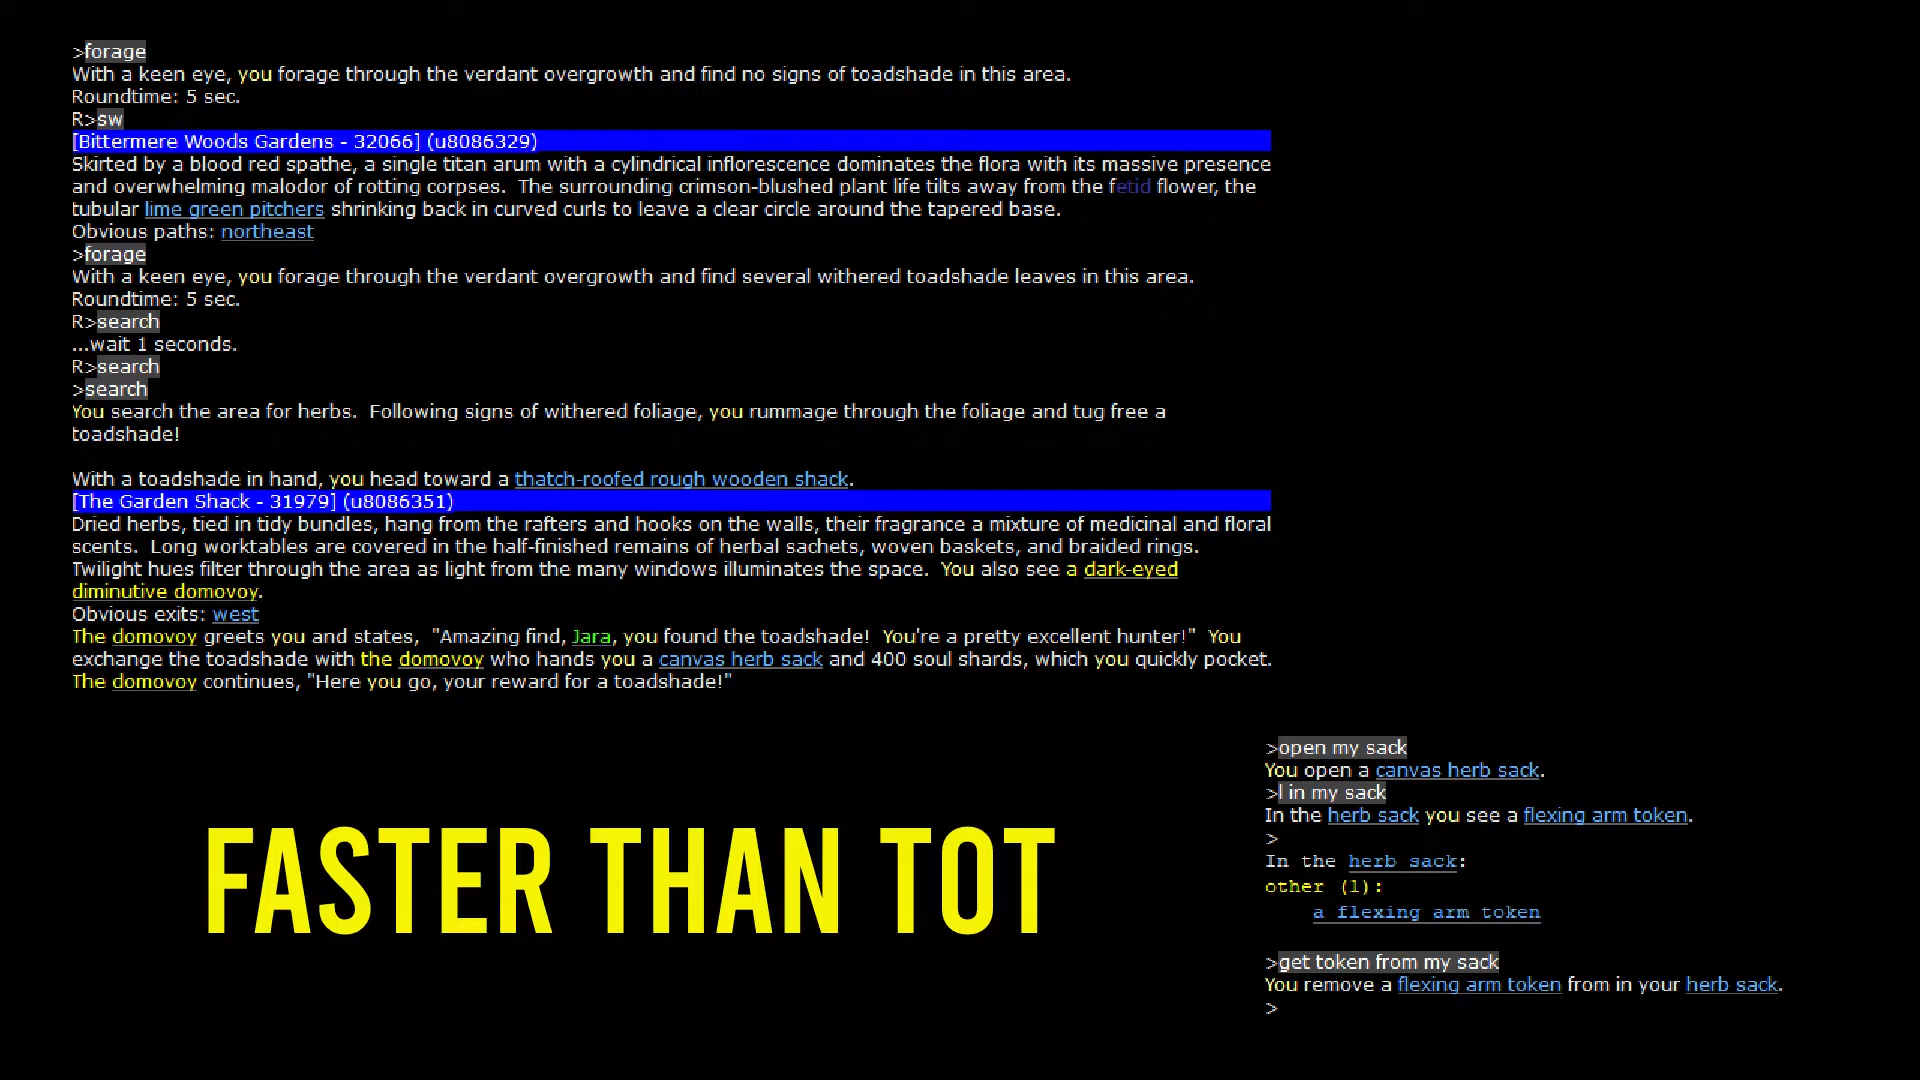 >forage
With a keen eye, you forage through the verdant overgrowth and find no signs of toadshade in this area.
Roundtime: 5 sec.
R>sw
[Bittermere Woods Gardens - 32066] (u8086329)
Skirted by a blood red spathe, a single titan arum with a cylindrical inflorescence dominates the flora with its massive presence
and overwhelming malodor of rotting corpses.  The surrounding crimson-blushed plant life tilts away from the fetid flower, the
tubular lime green pitchers shrinking back in curved curls to leave a clear circle around the tapered base.
Obvious paths: northeast
>forage
With a keen eye, you forage through the verdant overgrowth and find several withered toadshade leaves in this area.
Roundtime: 5 sec.
R>search
...wait 1 seconds.
R>search
>search
You search the area for herbs.  Following signs of withered foliage, you rummage through the foliage and tug free a
toadshade!
With a toadshade in hand, you head toward a thatch-roofed rough wooden shack.
[The Garden Shack - 31979] (u8086351)
Dried herbs, tied in tidy bundles, hang from the rafters and hooks on the walls, their fragrance a mixture of medicinal and floral
scents.  Long worktables are covered in the half-finished remains of herbal sachets, woven baskets, and braided rings.
Twilight hues filter through the area as light from the many windows illuminates the space.  You also see a dark-eyed
diminutive domovoy.
Obvious exits: west
The domovoy greets you and states,  "Amazing find, Jara, you found the toadshade!  You're a pretty excellent hunter!"  You
exchange the toadshade with the domovoy who hands you a canvas herb sack and 400 soul shards, which you quickly pocket.
The domovoy continues, "Here you go, your reward for a toadshade!"
FASTER THAN TOT
>open my sack
You open a canvas herb sack.
>l in my sack
In the herb sack you see a flexing arm token.
>
In the herb sack:
other (1):
a flexing arm token
>get token from my sack
You remove a flexing arm token from in your herb sack.
>